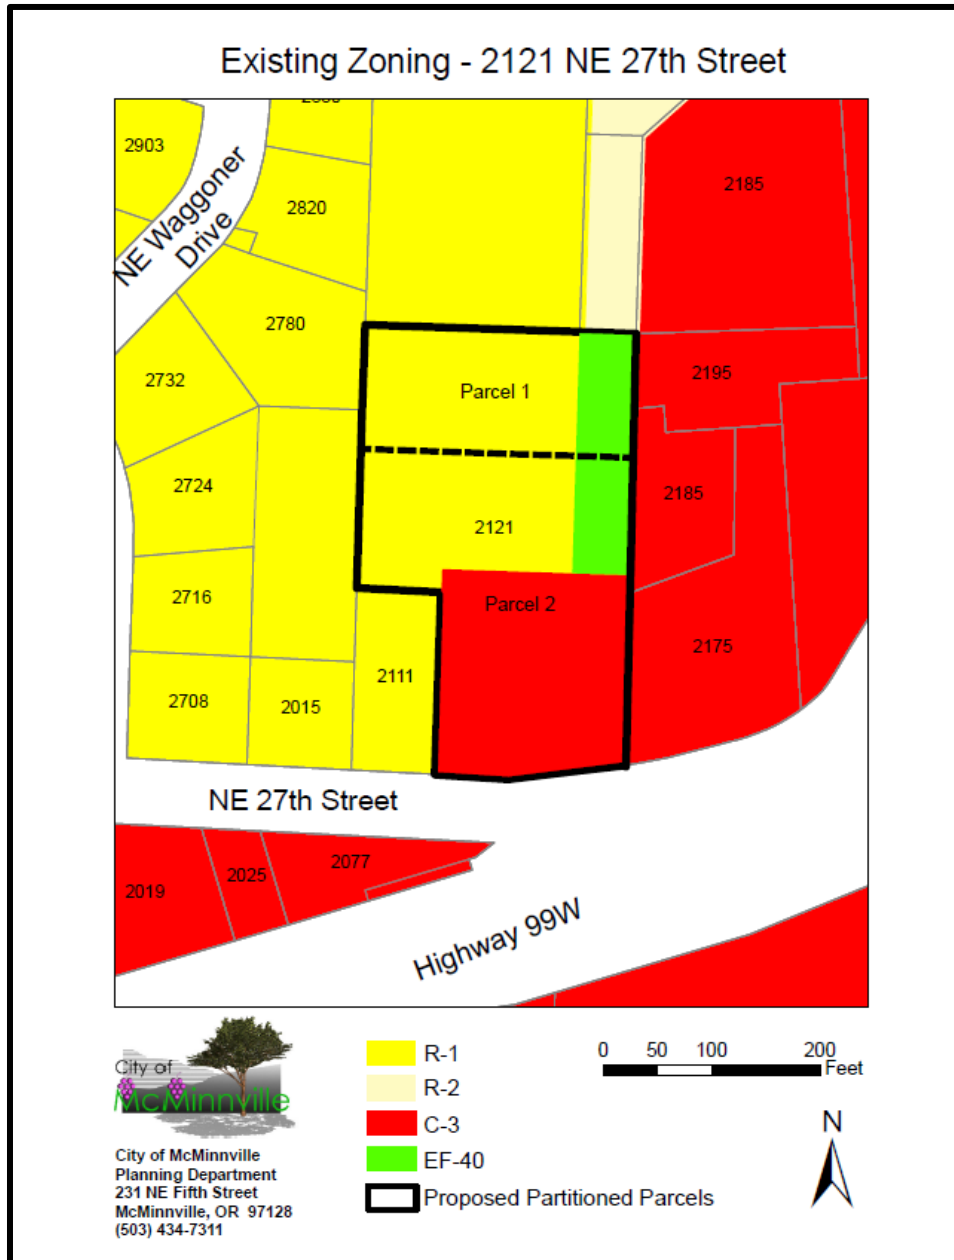 Existing Zoning - 2121 NE 27th Street
2903
NE Waggoner
Drive
2820
2185
2780
2732
Parcel 1
2195
2724
2121
2185
2716
Parcel 2
2111
2175
2708
2015
NE 27th Street
2077
2025
2019
Highway 99W
City of
McMinnville
City of McMinnville
Planning Department
231 NE Fifth Street
McMinnville, OR 97128
(503) 434-7311
R-1
R-2
C-3
EF-40
Proposed Partitioned Parcels
0 50 100 200
Feet
N